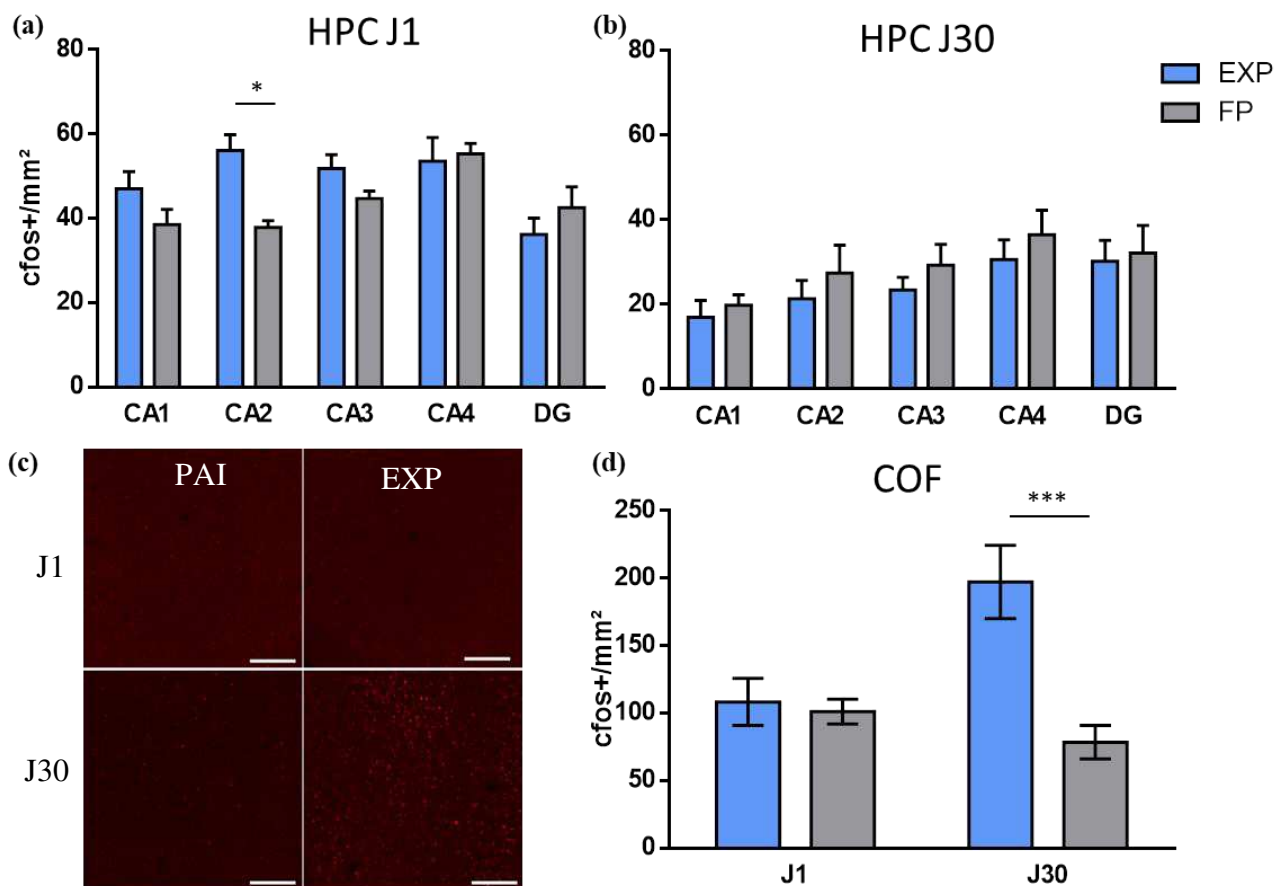 (a)
HPC J1
80
60
40
20
0
cfos+/mm²
*
CA1 CA2 CA3 CA4 DG
(b)
HPC J30
80
60
40
20
0
CA1 CA2 CA3 CA4 DG
EXP
FP
(c)
PAI EXP
J1
J30
(d)
COF
250
200
150
100
50
0
cfos+/mm²
***
J1 J30